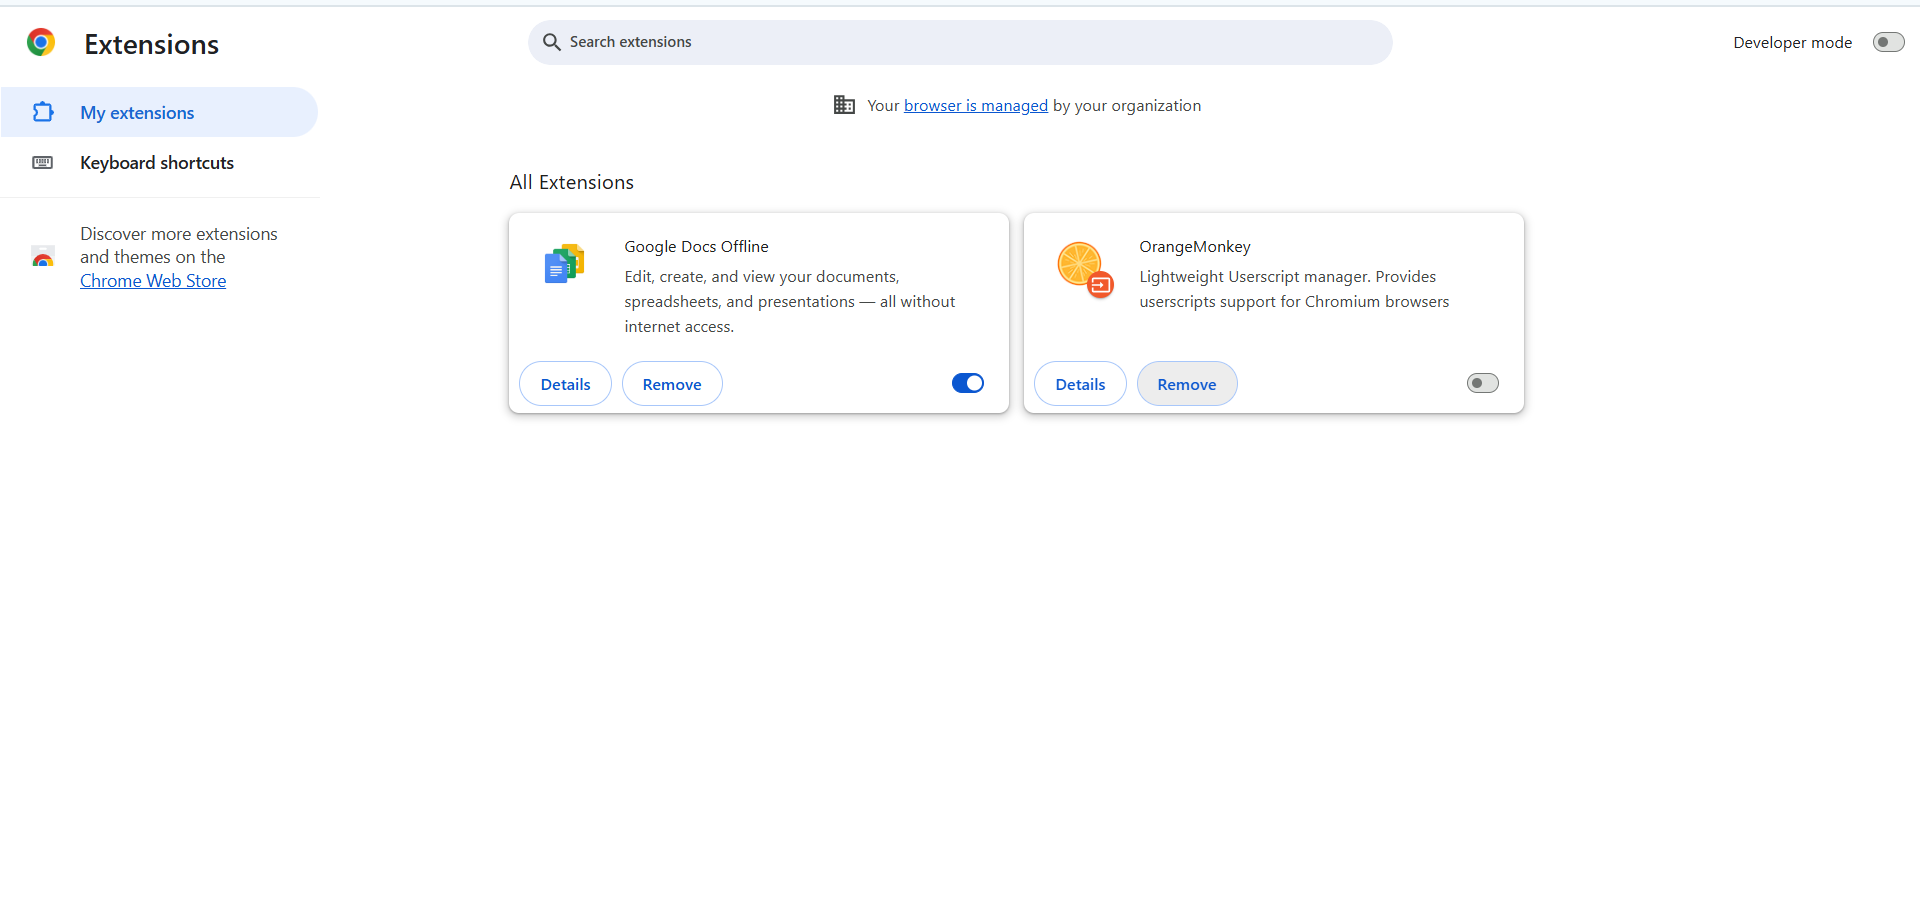 Extensions
Search extensions
Developer mode
My extensions
Keyboard shortcuts
Discover more extensions
and themes on the
Chrome Web Store
Your browser is managed by your organization
All Extensions
Google Docs Offline
Edit, create, and view your documents,
spreadsheets, and presentations — all without
internet access.
Details
Remove
OrangeMonkey
Lightweight Userscript manager. Provides
userscripts support for Chromium browsers
Details
Remove